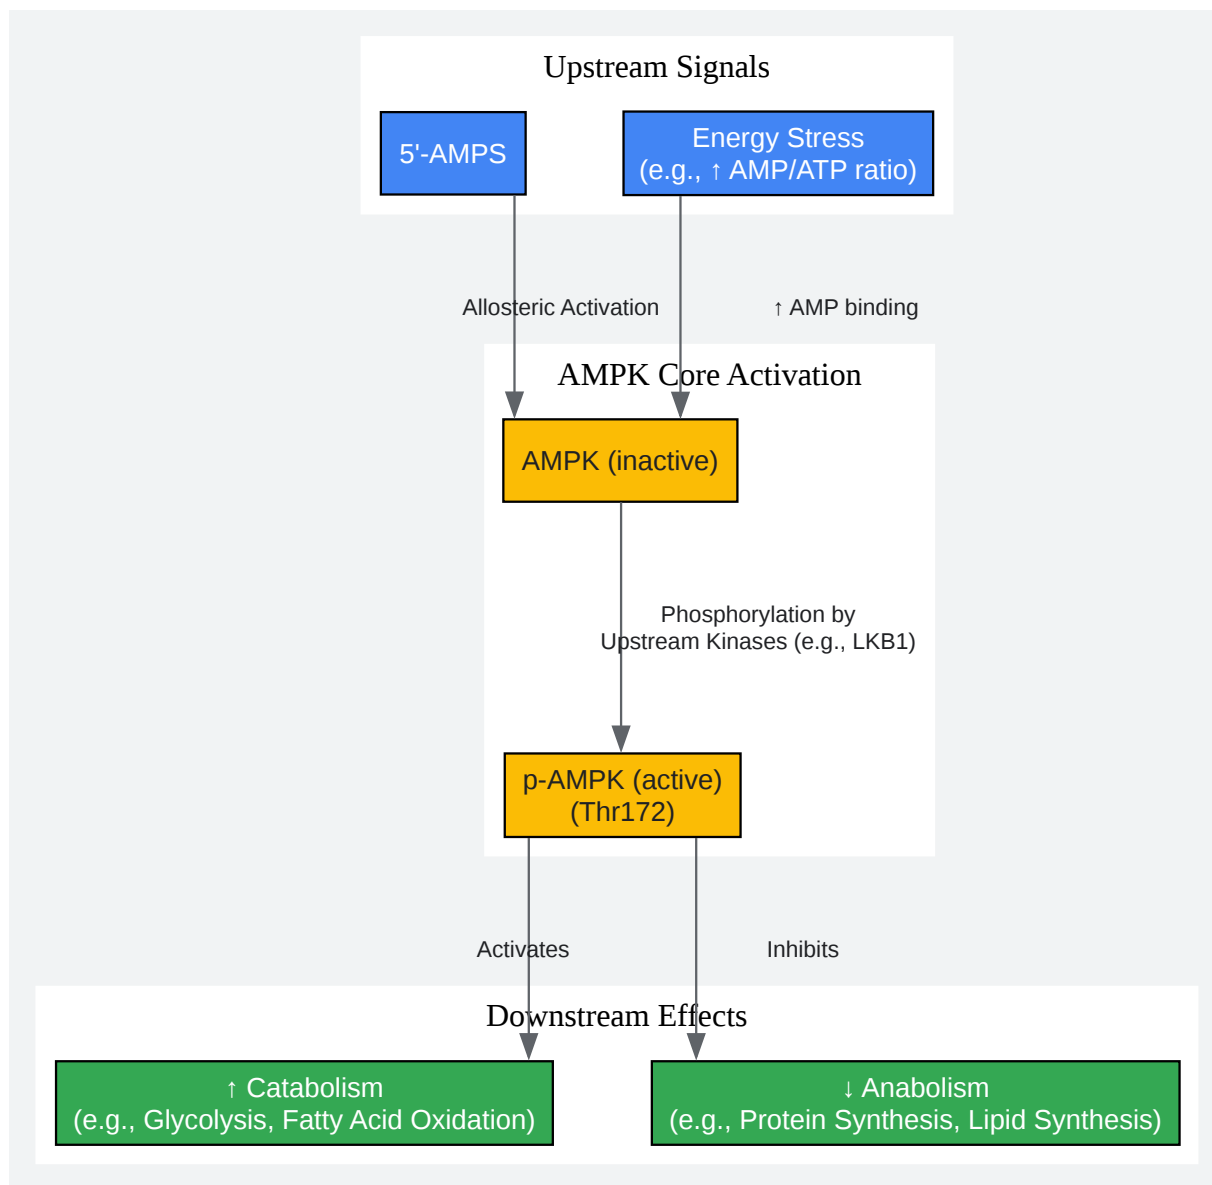 Upstream Signals
5'-AMPS
Energy Stress
(e.g., ↑ AMP/ATP ratio)
Allosteric Activation
↑ AMP binding
AMPK Core Activation
AMPK (inactive)
Phosphorylation by
Upstream Kinases (e.g., LKB1)
p-AMPK (active)
(Thr172)
Activates
Inhibits
Downstream Effects
↑ Catabolism
(e.g., Glycolysis, Fatty Acid Oxidation)
↓ Anabolism
(e.g., Protein Synthesis, Lipid Synthesis)